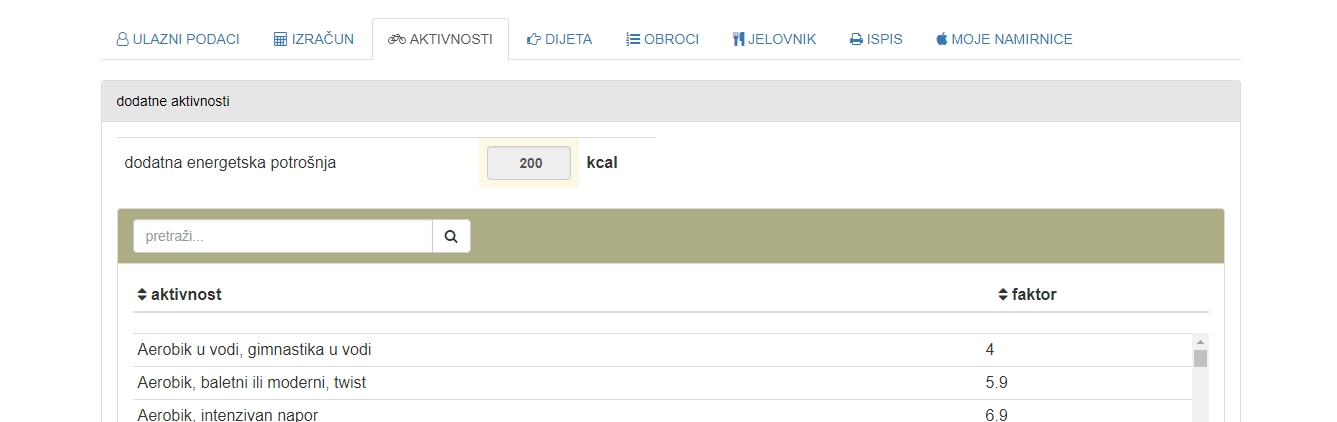 ULAZNI PODACI IZRAČUN AKTIVNOSTI DIJETA OBROCI JELOVNIK ISPIS MOJE NAMIRNICE
dodatne aktivnosti
dodatna energetska potrošnja 200 kcal
pretraži...
aktivnost faktor
Aerobik u vodi, gimnastika u vodi 4
Aerobik, baletni ili moderni, twist 5.9
Aerobik, intenzivan napor 6.9